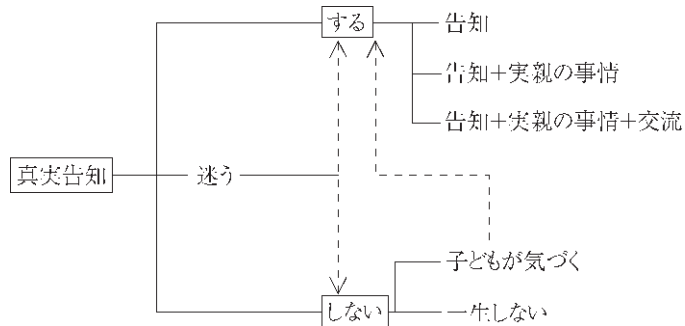 する
告知
告知＋実親の事情
告知＋実親の事情＋交流
真実告知
迷う
子どもが気づく
しない
一生しない